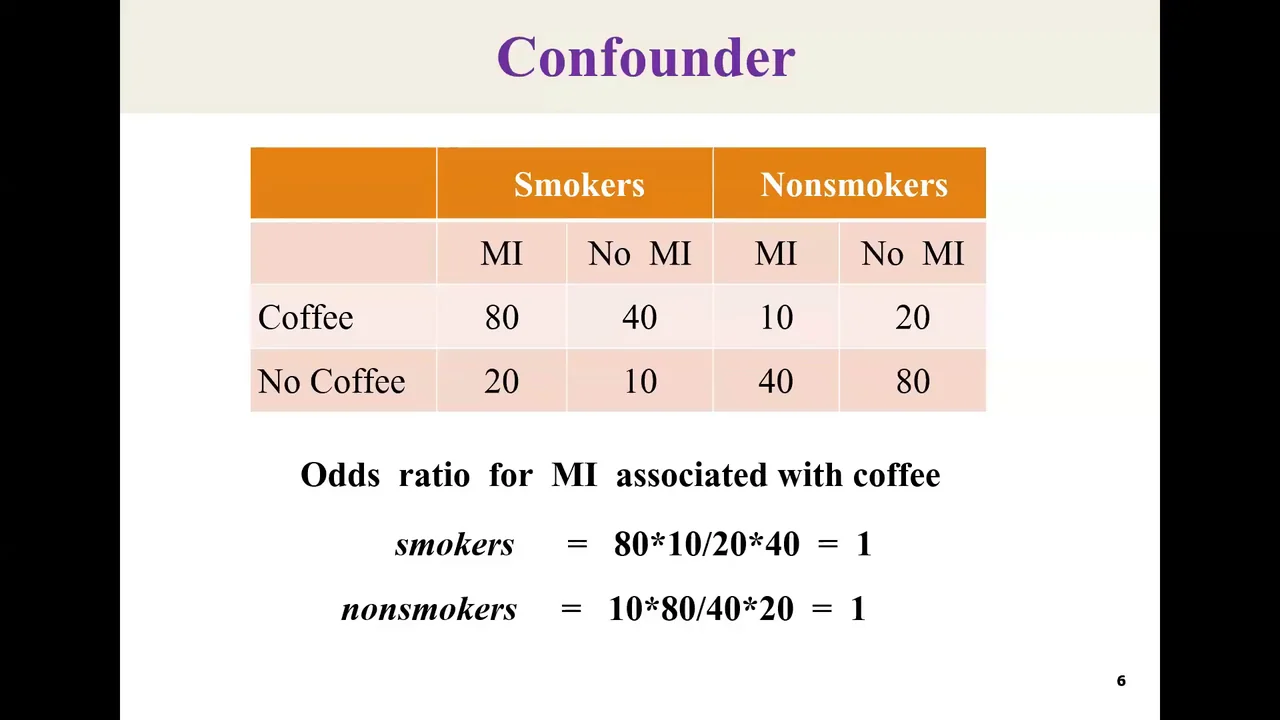 Confounder
Smokers Nonsmokers
MI No MI MI No MI
Coffee 80 40 10 20
No Coffee 20 10 40 80
Odds ratio for MI associated with coffee
smokers = 80*10/20*40 = 1
nonsmokers = 10*80/40*20 = 1
6